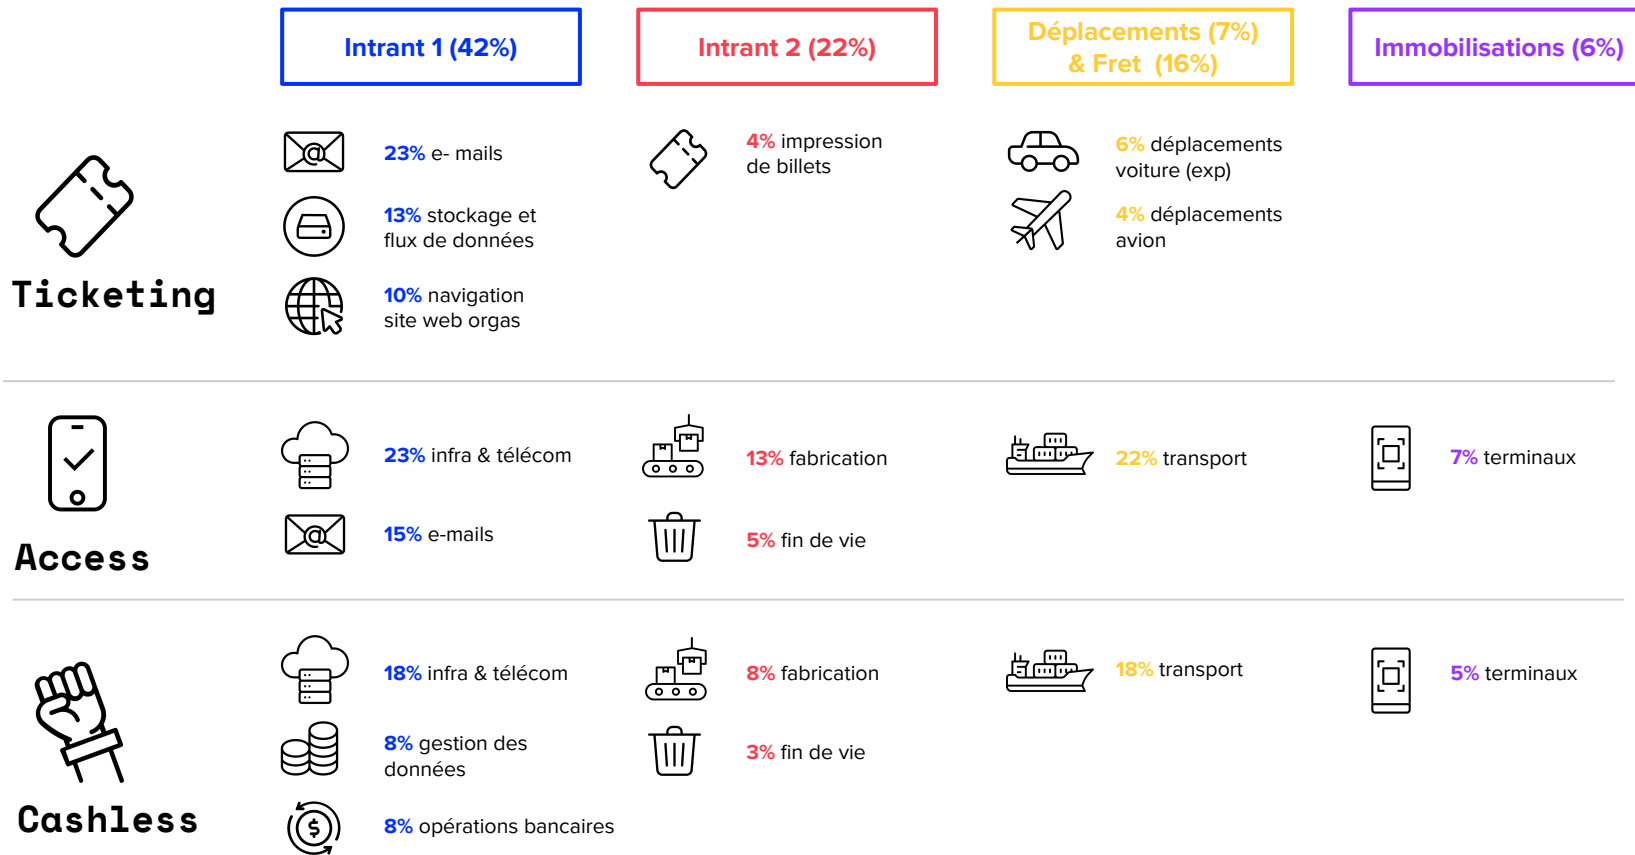 Intrant 1 (42%)
Intrant 2 (22%)
Déplacements (7%)
& Fret (16%)
Immobilisations (6%)
Ticketing
23% e- mails
13% stockage et
flux de données
10% navigation
site web orgas
4% impression
de billets
6% déplacements
voiture (exp)
4% déplacements
avion
Access
23% infra & télécom
15% e-mails
13% fabrication
5% fin de vie
22% transport
7% terminaux
Cashless
18% infra & télécom
8% gestion des
données
8% opérations bancaires
8% fabrication
3% fin de vie
18% transport
5% terminaux